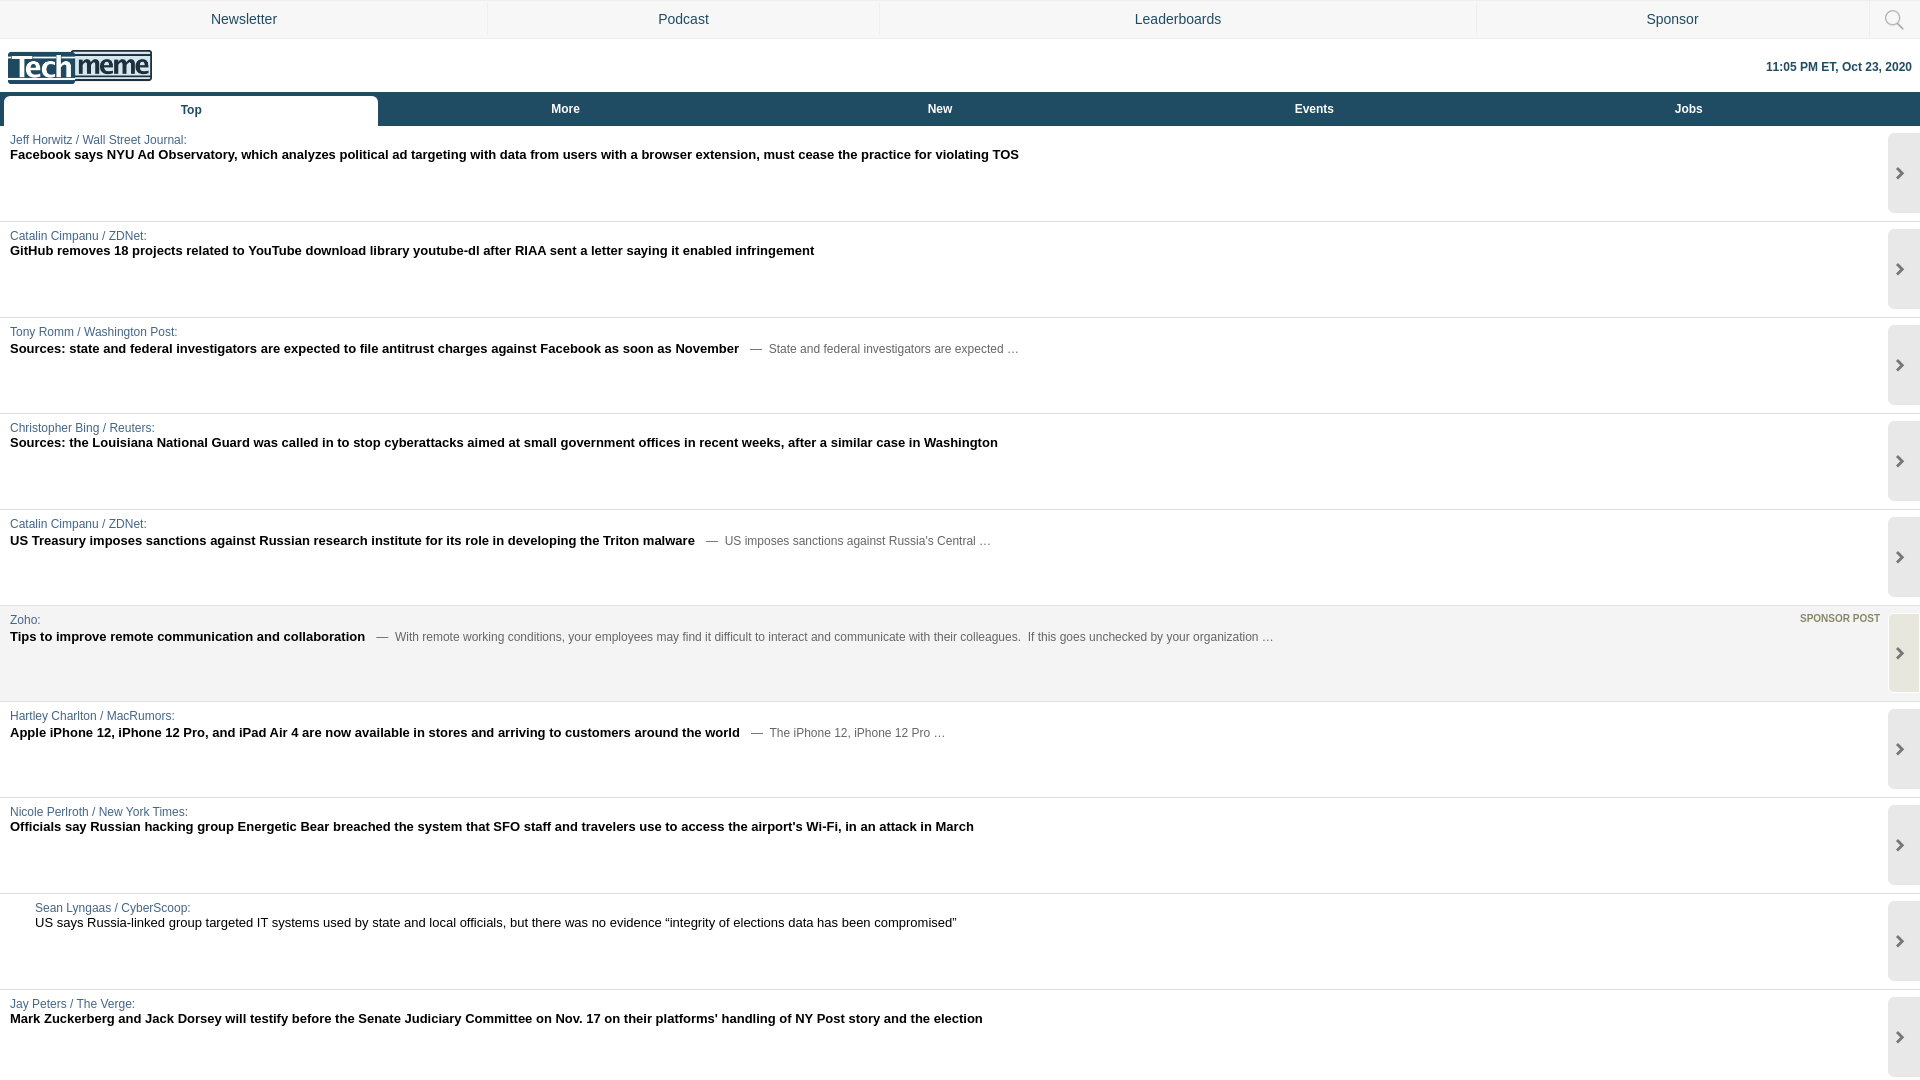 Newsletter
Podcast
Leaderboards
Sponsor
Techmeme
11:05 PM ET, Oct 23, 2020
Top
More
New
Events
Jobs
Jeff Horwitz / Wall Street Journal:
Facebook says NYU Ad Observatory, which analyzes political ad targeting with data from users with a browser extension, must cease the practice for violating TOS
Catalin Cimpanu / ZDNet:
GitHub removes 18 projects related to YouTube download library youtube-dl after RIAA sent a letter saying it enabled infringement
Tony Romm / Washington Post:
Sources: state and federal investigators are expected to file antitrust charges against Facebook as soon as November — State and federal investigators are expected …
Christopher Bing / Reuters:
Sources: the Louisiana National Guard was called in to stop cyberattacks aimed at small government offices in recent weeks, after a similar case in Washington
Catalin Cimpanu / ZDNet:
US Treasury imposes sanctions against Russian research institute for its role in developing the Triton malware — US imposes sanctions against Russia's Central …
Zoho:
SPONSOR POST
Tips to improve remote communication and collaboration — With remote working conditions, your employees may find it difficult to interact and communicate with their colleagues. If this goes unchecked by your organization …
Hartley Charlton / MacRumors:
Apple iPhone 12, iPhone 12 Pro, and iPad Air 4 are now available in stores and arriving to customers around the world — The iPhone 12, iPhone 12 Pro …
Nicole Perlroth / New York Times:
Officials say Russian hacking group Energetic Bear breached the system that SFO staff and travelers use to access the airport's Wi-Fi, in an attack in March
Sean Lyngaas / CyberScoop:
US says Russia-linked group targeted IT systems used by state and local officials, but there was no evidence “integrity of elections data has been compromised”
Jay Peters / The Verge:
Mark Zuckerberg and Jack Dorsey will testify before the Senate Judiciary Committee on Nov. 17 on their platforms' handling of NY Post story and the election